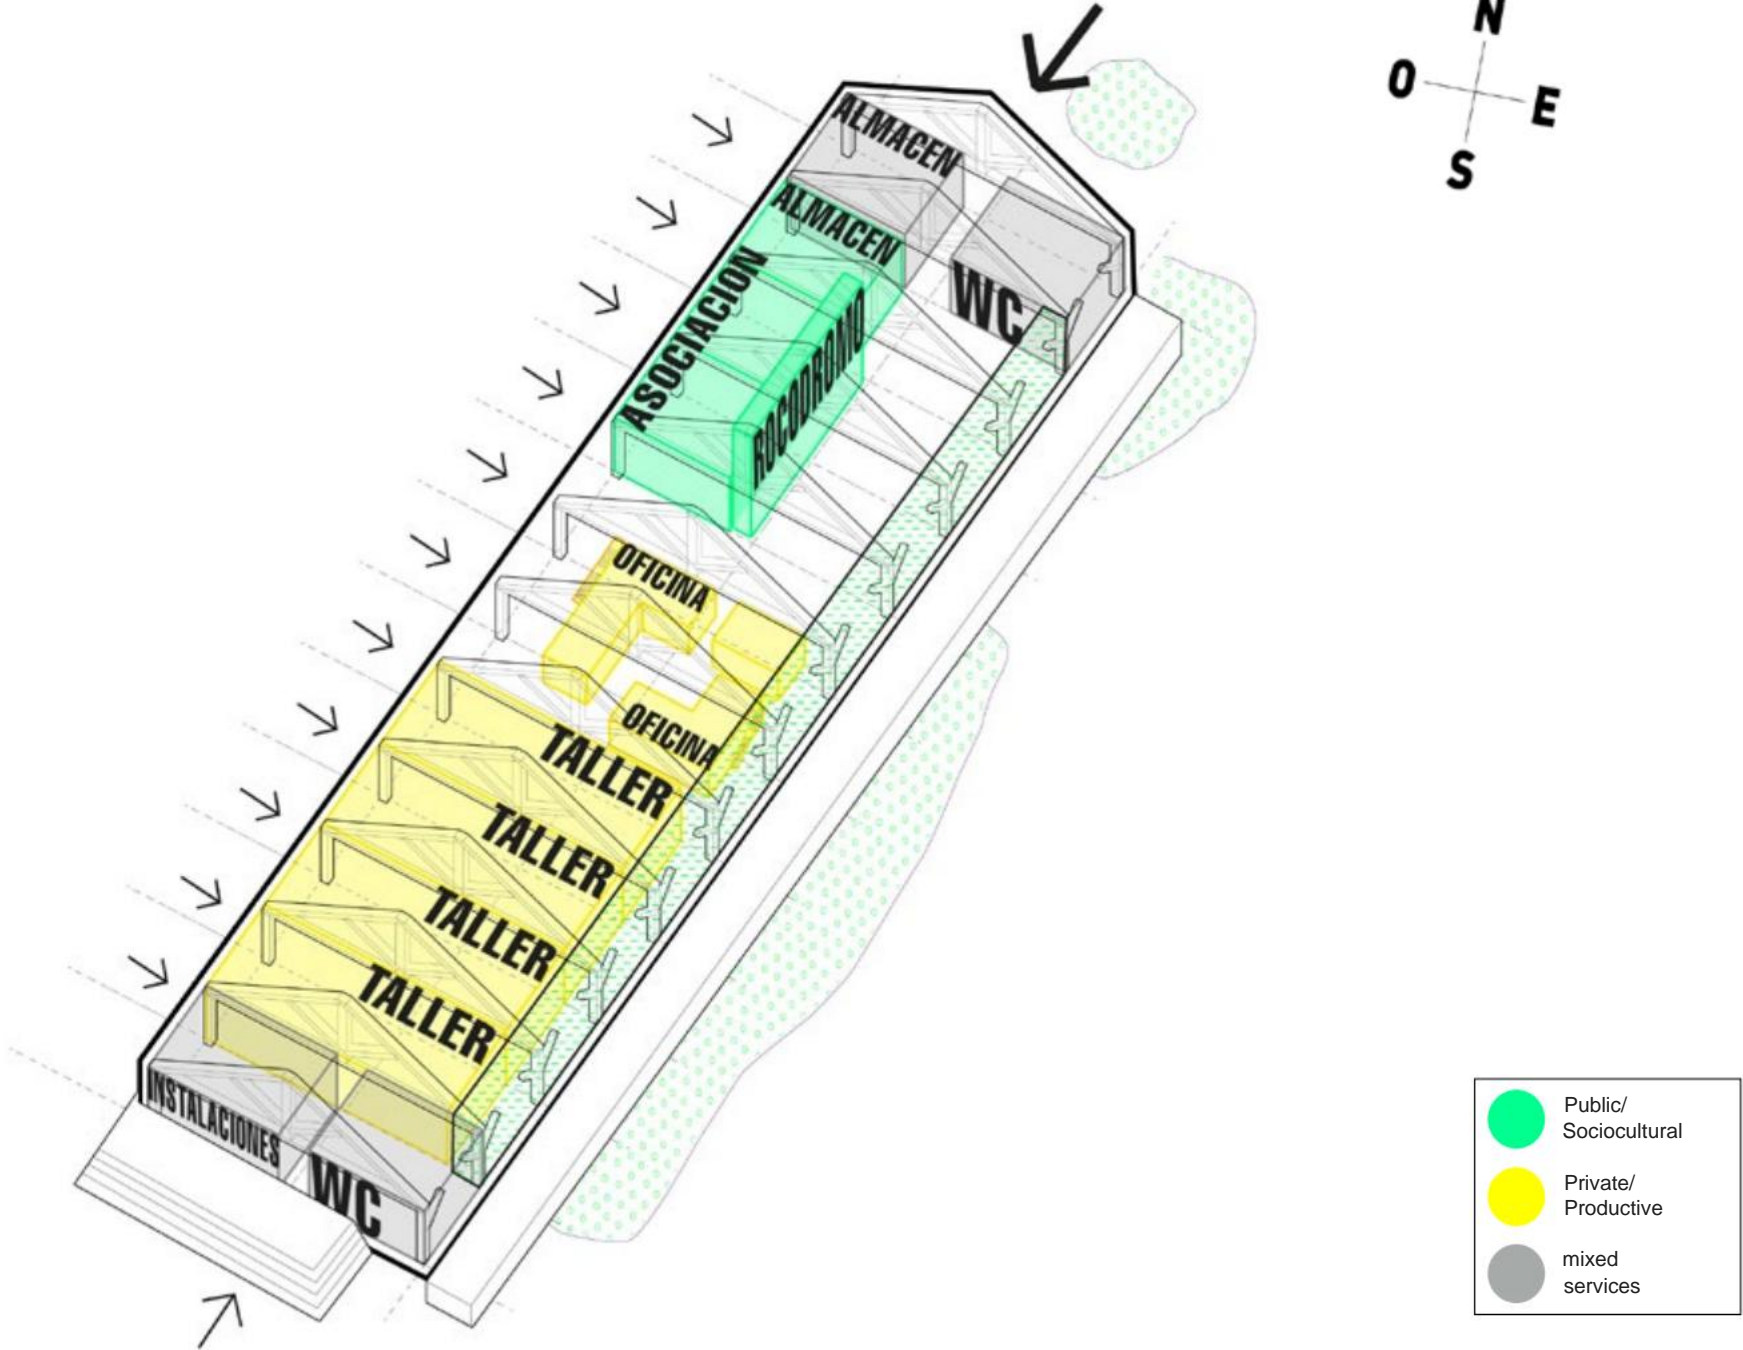 N
O
E
S
ALMACEN
ALMACEN
ASOCIACION
ROCODROMO
WC
OFICINA
OFICINA
TALLER
TALLER
TALLER
TALLER
INSTALACIONES
WC
Public/
Sociocultural
Private/
Productive
mixed
services